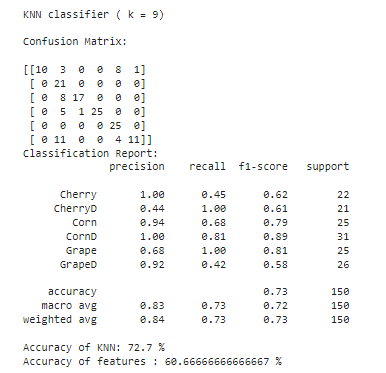 KNN classifier ( k = 9)
Confusion Matrix:
[[10 3 0 0 8 1]
[ 0 21 0 0 0 0]
[ 0 8 17 0 0 0]
[ 0 5 1 25 0 0]
[ 0 0 0 0 25 0]
[ 0 11 0 0 4 11]]
Classification Report:
precision recall f1-score support
Cherry 1.00 0.45 0.62 22
CherryD 0.44 1.00 0.61 21
Corn 0.94 0.68 0.79 25
CornD 1.00 0.81 0.89 31
Grape 0.68 1.00 0.81 25
GrapeD 0.92 0.42 0.58 26
accuracy 0.73 150
macro avg 0.83 0.73 0.72 150
weighted avg 0.84 0.73 0.73 150
Accuracy of KNN: 72.7 %
Accuracy of features : 60.66666666666667 %